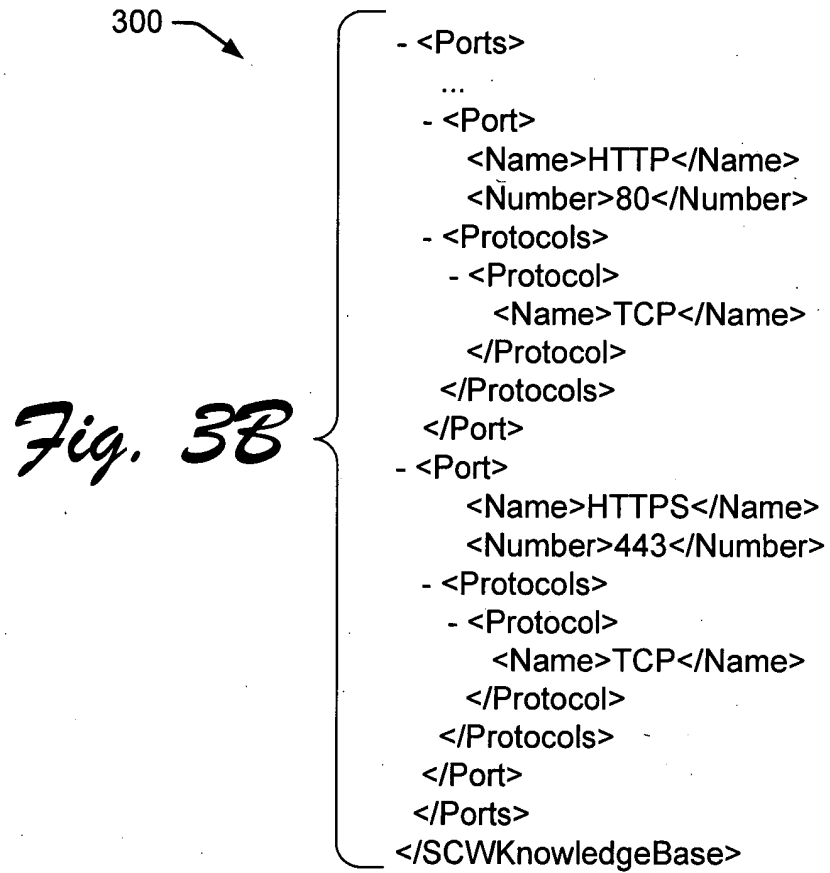 300
- <Ports>
...
- <Port>
<Name>HTTP</Name>
<Number>80</Number>
- <Protocols>
- <Protocol>
<Name>TCP</Name>
</Protocol>
</Protocols>
</Port>
- <Port>
<Name>HTTPS</Name>
<Number>443</Number>
- <Protocols>
- <Protocol>
<Name>TCP</Name>
</Protocol>
</Protocols>
</Port>
</Ports>
</SCWKnowledgeBase>
Fig. 3B